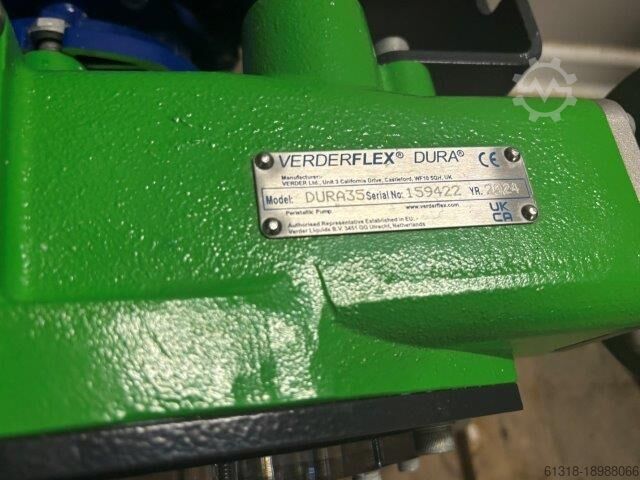 VERDERFLEX® DURA® CE
Manufacturer:
VERDER Ltd., Unit 3 California Drive, Castleford, WF10 5QH, UK
Model: DURA35 Serial No: 159422 YR. 2024
Peristaltic Pump
www.verderflex.com
UK
CA
Authorised Representative Established in EU.
Verder Liquids B.V. 3451 GG Utrecht, Netherlands
61318-18988066